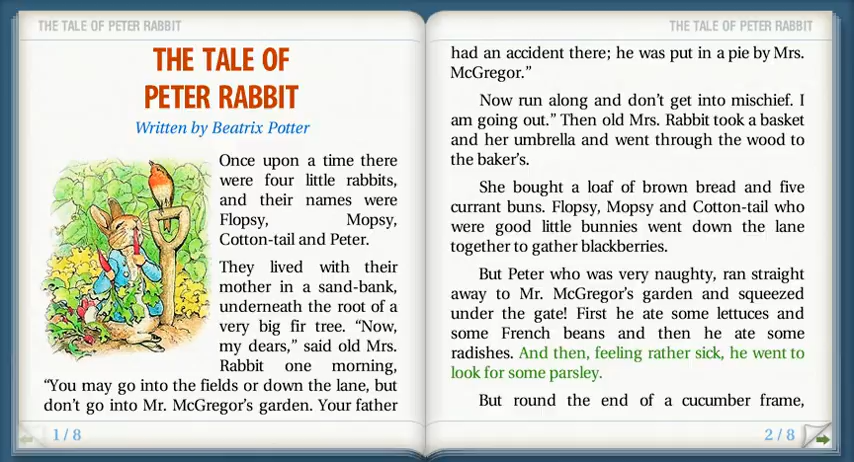 THE TALE OF PETER RABBIT
THE TALE OF
PETER RABBIT
Written by Beatrix Potter
Once upon a time there
were four little rabbits,
and their names were
Flopsy, Mopsy,
Cotton-tail and Peter.
They lived with their
mother in a sand-bank,
underneath the root of a
very big fir tree. “Now,
my dears,” said old Mrs.
Rabbit one morning,
“You may go into the fields or down the lane, but
don’t go into Mr. McGregor’s garden. Your father
1 / 8
THE TALE OF PETER RABBIT
had an accident there; he was put in a pie by Mrs.
McGregor.”
Now run along and don’t get into mischief. I
am going out.” Then old Mrs. Rabbit took a basket
and her umbrella and went through the wood to
the baker’s.
She bought a loaf of brown bread and five
currant buns. Flopsy, Mopsy and Cotton-tail who
were good little bunnies went down the lane
together to gather blackberries.
But Peter who was very naughty, ran straight
away to Mr. McGregor’s garden and squeezed
under the gate! First he ate some lettuces and
some French beans and then he ate some
radishes. And then, feeling rather sick, he went to
look for some parsley.
But round the end of a cucumber frame,
2 / 8